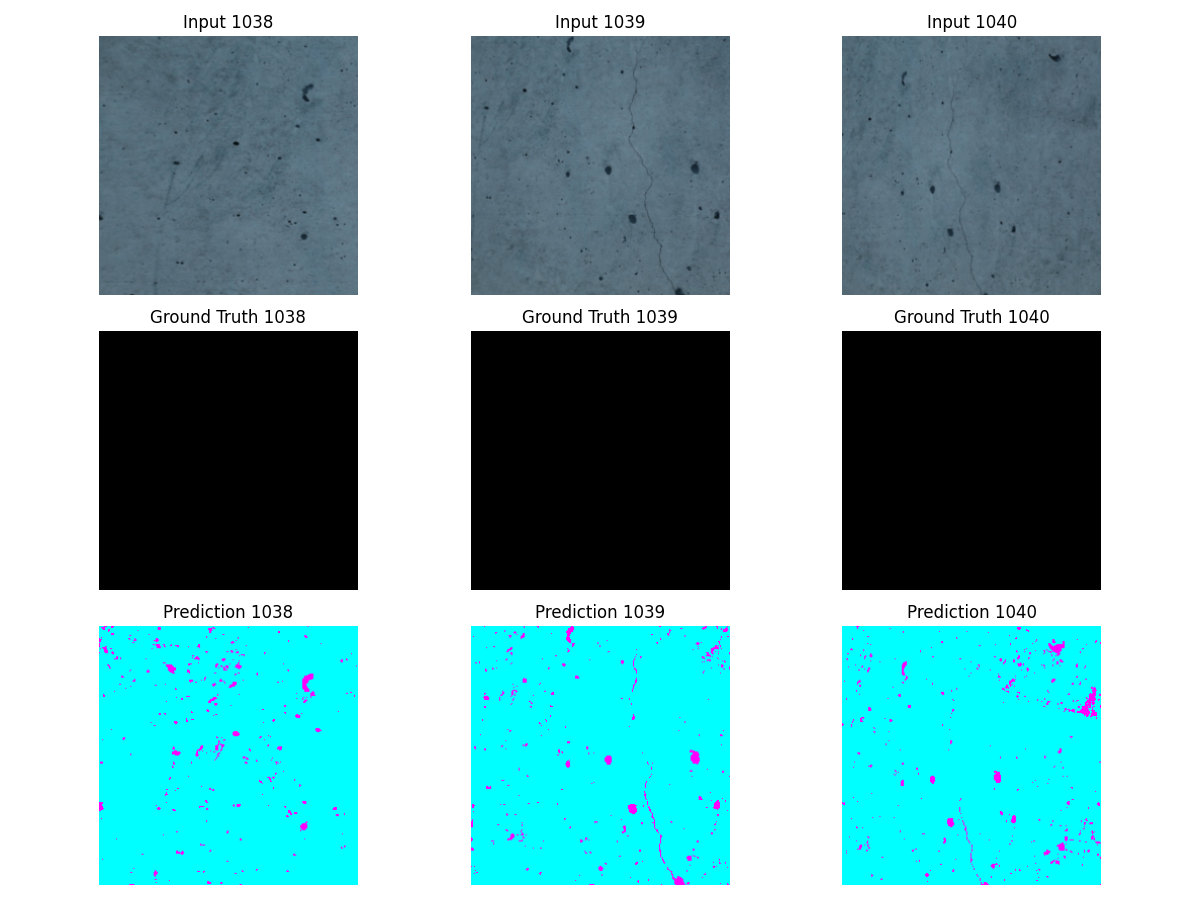 Input 1038
Input 1039
Input 1040
Ground Truth 1038
Ground Truth 1039
Ground Truth 1040
Prediction 1038
Prediction 1039
Prediction 1040